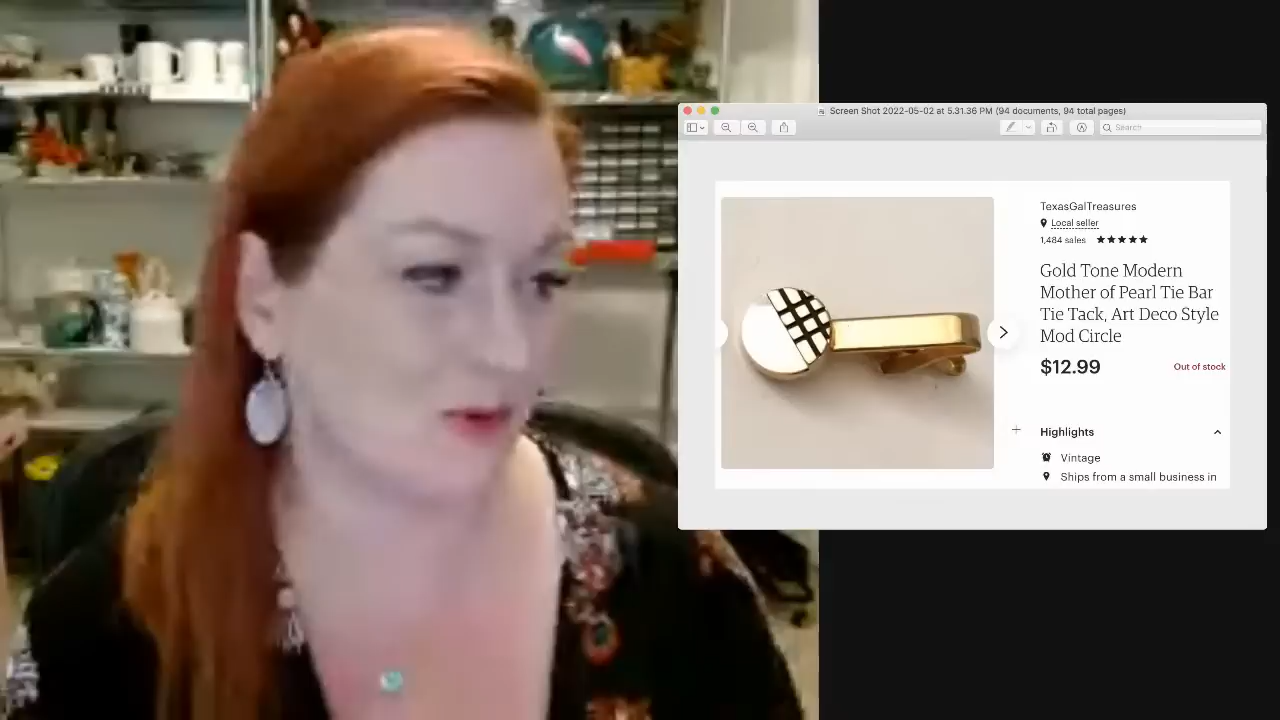 Screen Shot 2022-05-02 at 5.31.36 PM (94 documents, 94 total pages)
Search
TexasGalTreasures
Local seller
1,484 sales
Gold Tone Modern
Mother of Pearl Tie Bar
Tie Tack, Art Deco Style
Mod Circle
$12.99
Out of stock
Highlights
Vintage
Ships from a small business in